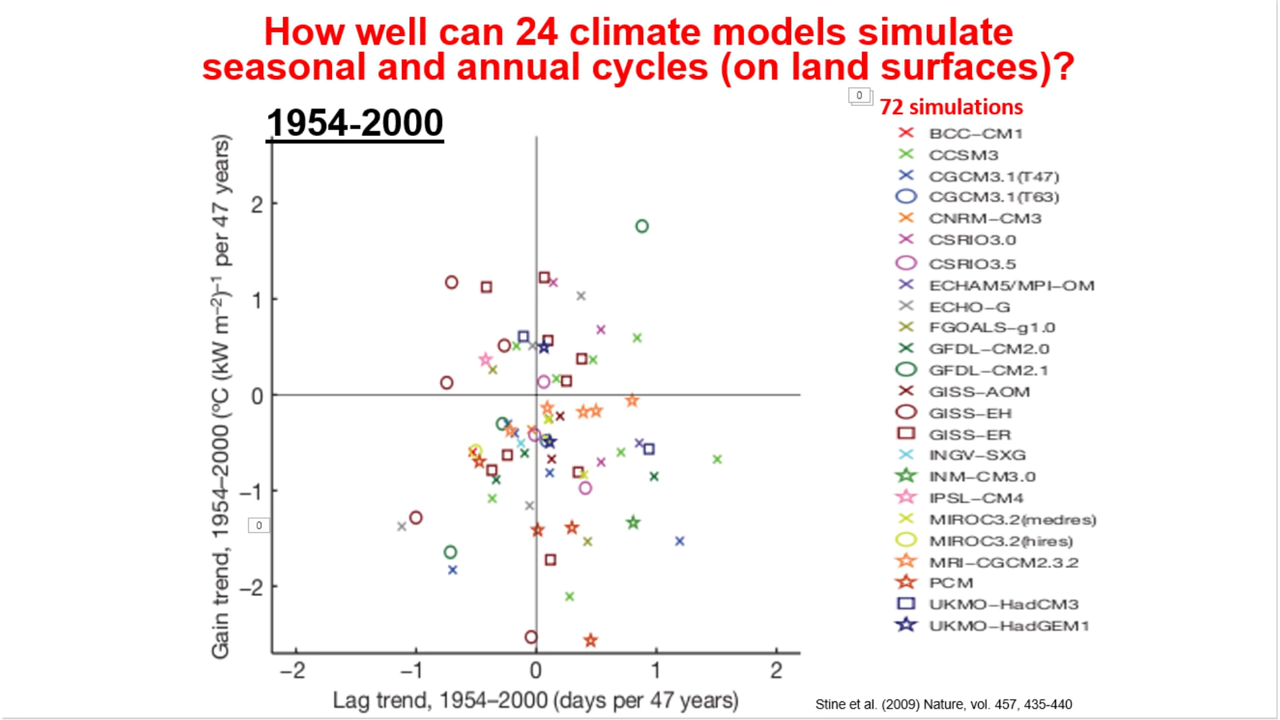 How well can 24 climate models simulate
seasonal and annual cycles (on land surfaces)?
1954-2000
0
72 simulations
BCC−CM1
CCSM3
CGCM3.1(T47)
CGCM3.1(T63)
CNRM−CM3
CSRIO3.0
CSRIO3.5
ECHAM5/MPI−OM
ECHO−G
FGOALS−g1.0
GFDL−CM2.0
GFDL−CM2.1
GISS−AOM
GISS−EH
GISS−ER
INGV−SXG
INM−CM3.0
IPSL−CM4
MIROC3.2(medres)
MIROC3.2(hires)
MRI−CGCM2.3.2
PCM
UKMO−HadCM3
UKMO−HadGEM1
Gain trend, 1954–2000 (ºC (kW m⁻²)⁻¹ per 47 years)
2
1
0
−1
0
−2
−2 −1 0 1 2
Lag trend, 1954–2000 (days per 47 years)
Stine et al. (2009) Nature, vol. 457, 435-440